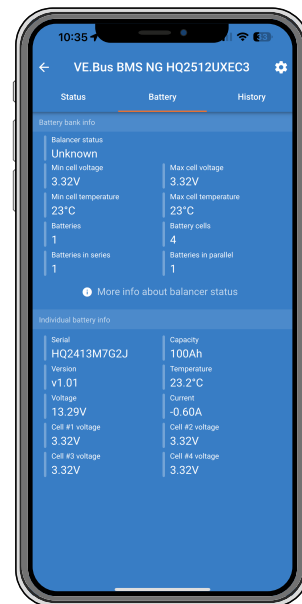 10:35
VE.Bus BMS NG HQ2512UXEC3
Status Battery History
Battery bank info
Balancer status
Unknown
Min cell voltage Max cell voltage
3.32V 3.32V
Min cell temperature Max cell temperature
23°C 23°C
Batteries Battery cells
1 4
Batteries in series Batteries in parallel
1 1
More info about balancer status
Individual battery info
Serial Capacity
HQ2413M7G2J 100Ah
Version Temperature
v1.01 23.2°C
Voltage Current
13.29V -0.60A
Cell #1 voltage Cell #2 voltage
3.32V 3.32V
Cell #3 voltage Cell #4 voltage
3.32V 3.32V